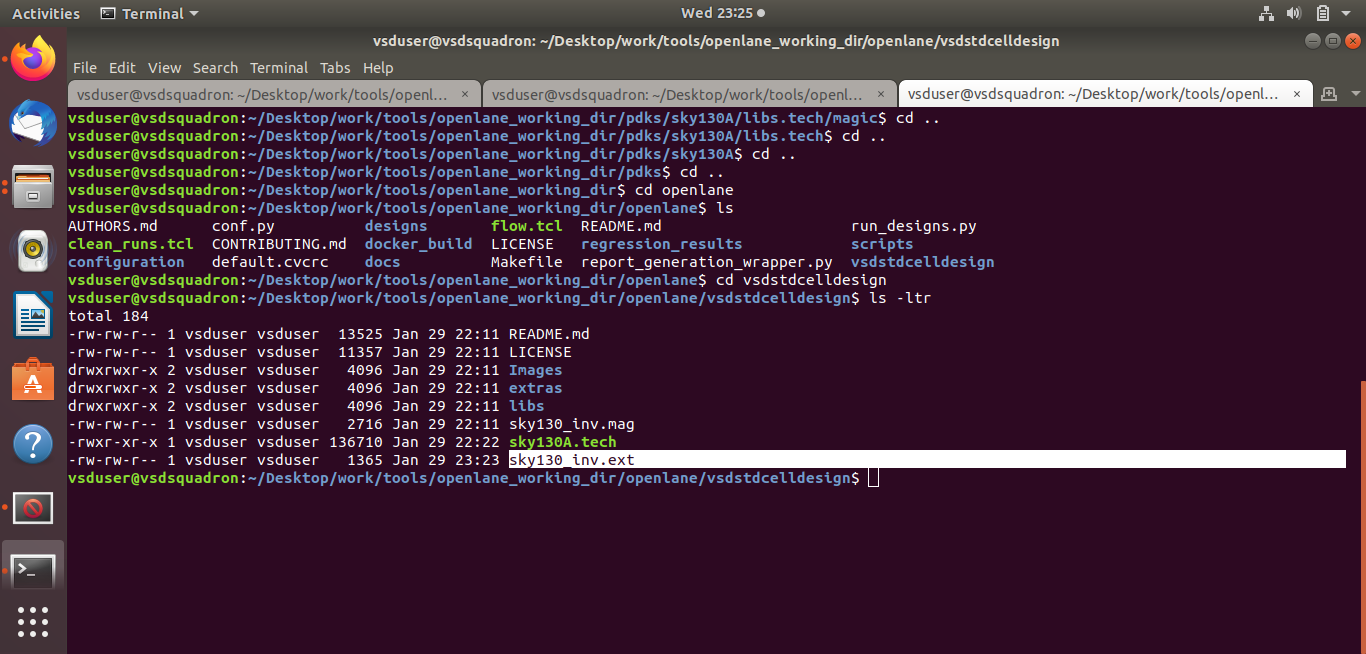 Activities Terminal Wed 23:25
vsduser@vsdsquadron: ~/Desktop/work/tools/openlane_working_dir/openlane/vsdstdcelldesign
File Edit View Search Terminal Tabs Help
vsduser@vsdsquadron: ~/Desktop/work/tools/openl... × vsduser@vsdsquadron: ~/Desktop/work/tools/openl... × vsduser@vsdsquadron: ~/Desktop/work/tools/openl... ×
vsduser@vsdsquadron:~/Desktop/work/tools/openlane_working_dir/pdks/sky130A/libs.tech/magic$ cd ..
vsduser@vsdsquadron:~/Desktop/work/tools/openlane_working_dir/pdks/sky130A/libs.tech$ cd ..
vsduser@vsdsquadron:~/Desktop/work/tools/openlane_working_dir/pdks/sky130A$ cd ..
vsduser@vsdsquadron:~/Desktop/work/tools/openlane_working_dir/pdks$ cd ..
vsduser@vsdsquadron:~/Desktop/work/tools/openlane_working_dir$ cd openlane
vsduser@vsdsquadron:~/Desktop/work/tools/openlane_working_dir/openlane$ ls
AUTHORS.md conf.py designs flow.tcl README.md run_designs.py
clean_runs.tcl CONTRIBUTING.md docker_build LICENSE regression_results scripts
configuration default.cvcrc docs Makefile report_generation_wrapper.py vsdstdcelldesign
vsduser@vsdsquadron:~/Desktop/work/tools/openlane_working_dir/openlane$ cd vsdstdcelldesign
vsduser@vsdsquadron:~/Desktop/work/tools/openlane_working_dir/openlane/vsdstdcelldesign$ ls -ltr
total 184
-rw-rw-r-- 1 vsduser vsduser 13525 Jan 29 22:11 README.md
-rw-rw-r-- 1 vsduser vsduser 11357 Jan 29 22:11 LICENSE
drwxrwxr-x 2 vsduser vsduser 4096 Jan 29 22:11 Images
drwxrwxr-x 2 vsduser vsduser 4096 Jan 29 22:11 extras
drwxrwxr-x 2 vsduser vsduser 4096 Jan 29 22:11 libs
-rw-rw-r-- 1 vsduser vsduser 2716 Jan 29 22:11 sky130_inv.mag
-rwxr-xr-x 1 vsduser vsduser 136710 Jan 29 22:22 sky130A.tech
-rw-rw-r-- 1 vsduser vsduser 1365 Jan 29 23:23 sky130_inv.ext
vsduser@vsdsquadron:~/Desktop/work/tools/openlane_working_dir/openlane/vsdstdcelldesign$